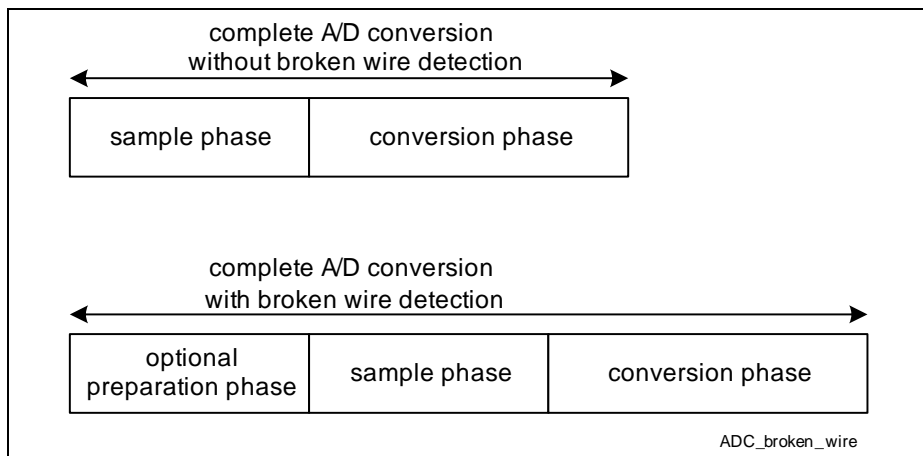 complete A/D conversion
without broken wire detection
sample phase
conversion phase
complete A/D conversion
with broken wire detection
optional
preparation phase
sample phase
conversion phase
ADC_broken_wire